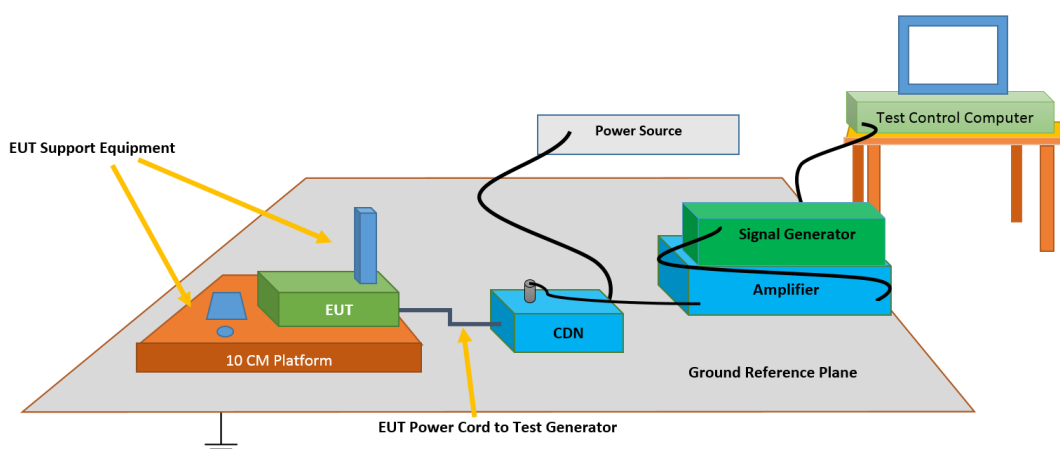 Test Control Computer
Power Source
EUT Support Equipment
Signal Generator
Amplifier
EUT
CDN
10 CM Platform
Ground Reference Plane
EUT Power Cord to Test Generator